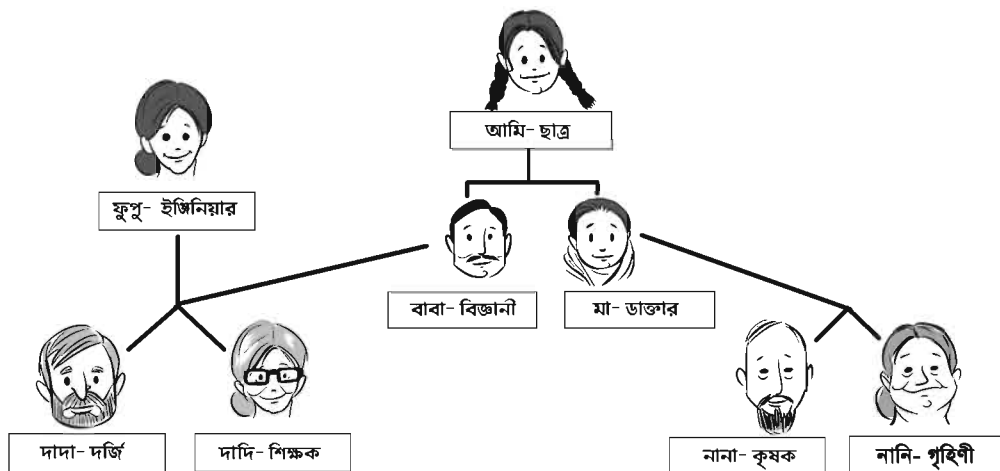 আমি- ছাত্র
ফুপু- ইঞ্জিনিয়ার
বাবা- বিজ্ঞানী
মা- ডাক্তার
দাদা- দর্জি
দাদি- শিক্ষক
নানা- কৃষক
নানি- গৃহিণী